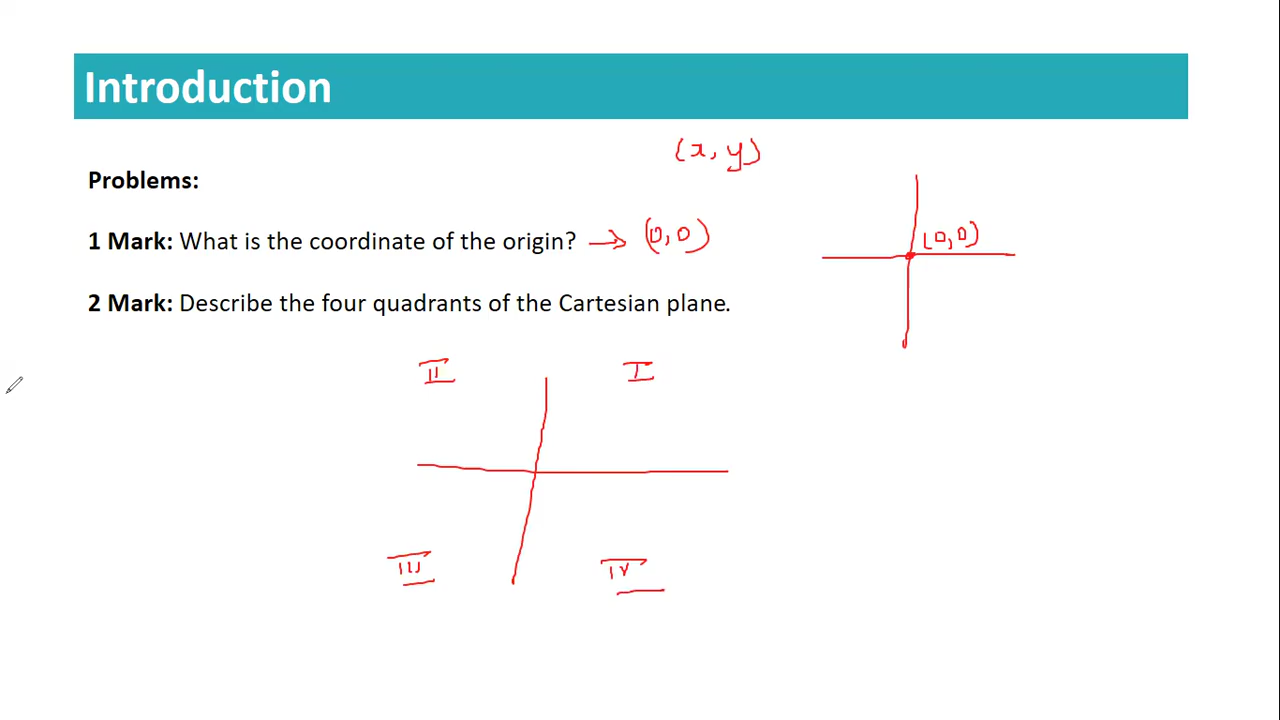 Introduction
(x, y)
Problems:
1 Mark: What is the coordinate of the origin? → (0, 0)
(0, 0)
2 Mark: Describe the four quadrants of the Cartesian plane.
II I
III IV